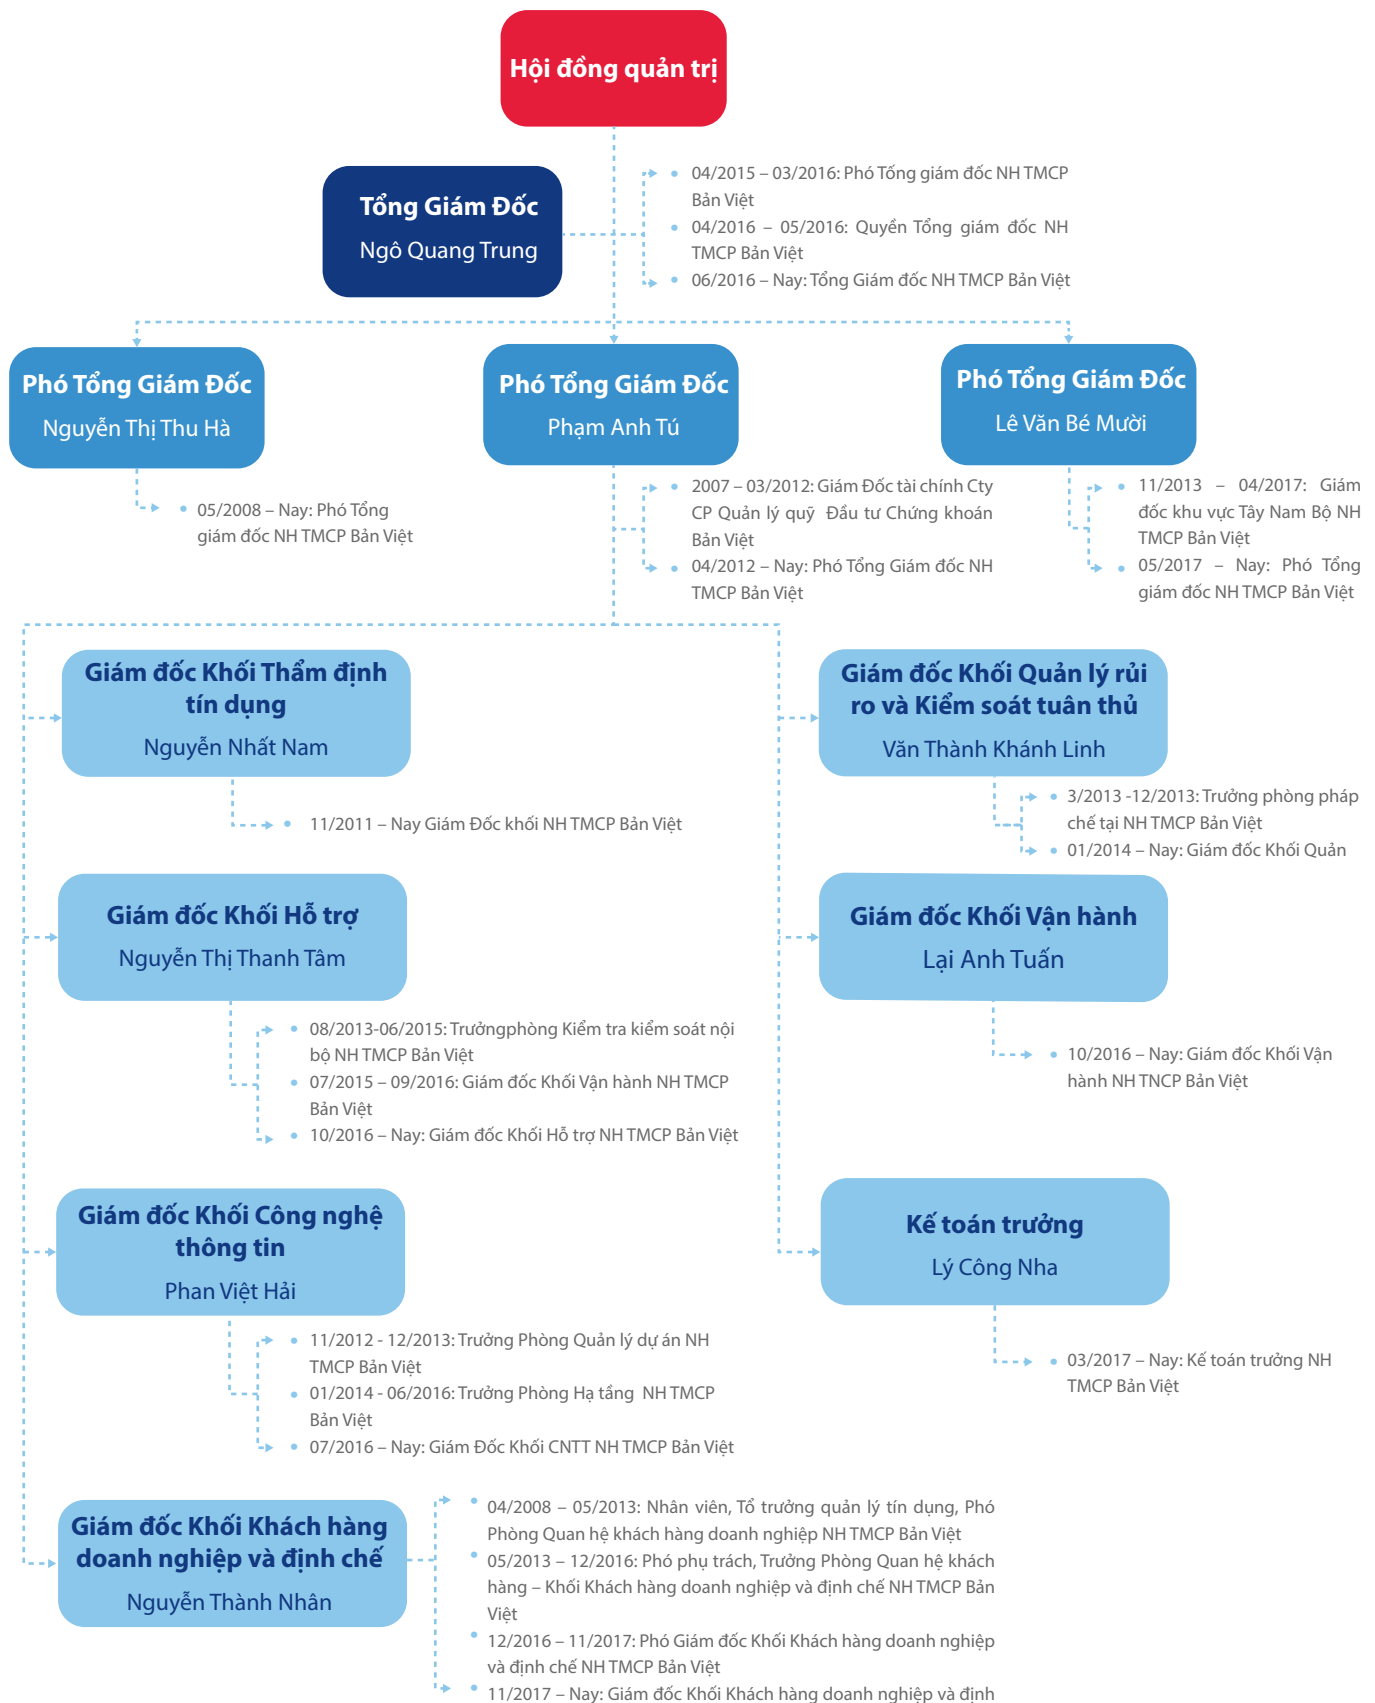 Hội đồng quản trị
Tổng Giám Đốc
Ngô Quang Trung
04/2015 – 03/2016: Phó Tổng giám đốc NH TMCP
Bản Việt
04/2016 – 05/2016: Quyền Tổng giám đốc NH
TMCP Bản Việt
06/2016 – Nay: Tổng Giám đốc NH TMCP Bản Việt
Phó Tổng Giám Đốc
Nguyễn Thị Thu Hà
05/2008 – Nay: Phó Tổng
giám đốc NH TMCP Bản Việt
Phó Tổng Giám Đốc
Phạm Anh Tú
2007 – 03/2012: Giám Đốc tài chính Cty
CP Quản lý quỹ Đầu tư Chứng khoán
Bản Việt
04/2012 – Nay: Phó Tổng Giám đốc NH
TMCP Bản Việt
Phó Tổng Giám Đốc
Lê Văn Bé Mười
11/2013 – 04/2017: Giám
đốc khu vực Tây Nam Bộ NH
TMCP Bản Việt
05/2017 – Nay: Phó Tổng
giám đốc NH TMCP Bản Việt
Giám đốc Khối Thẩm định
tín dụng
Nguyễn Nhất Nam
11/2011 – Nay Giám Đốc khối NH TMCP Bản Việt
Giám đốc Khối Quản lý rủi
ro và Kiểm soát tuân thủ
Văn Thành Khánh Linh
3/2013 -12/2013: Trưởng phòng pháp
chế tại NH TMCP Bản Việt
01/2014 – Nay: Giám đốc Khối Quản
Giám đốc Khối Hỗ trợ
Nguyễn Thị Thanh Tâm
08/2013-06/2015: Trưởngphòng Kiểm tra kiểm soát nội
bộ NH TMCP Bản Việt
07/2015 – 09/2016: Giám đốc Khối Vận hành NH TMCP
Bản Việt
10/2016 – Nay: Giám đốc Khối Hỗ trợ NH TMCP Bản Việt
Giám đốc Khối Vận hành
Lại Anh Tuấn
10/2016 – Nay: Giám đốc Khối Vận
hành NH TNCP Bản Việt
Giám đốc Khối Công nghệ
thông tin
Phan Việt Hải
11/2012 - 12/2013: Trưởng Phòng Quản lý dự án NH
TMCP Bản Việt
01/2014 - 06/2016: Trưởng Phòng Hạ tầng NH TMCP
Bản Việt
07/2016 – Nay: Giám Đốc Khối CNTT NH TMCP Bản Việt
Kế toán trưởng
Lý Công Nha
03/2017 – Nay: Kế toán trưởng NH
TMCP Bản Việt
Giám đốc Khối Khách hàng
doanh nghiệp và định chế
Nguyễn Thành Nhân
04/2008 – 05/2013: Nhân viên, Tổ trưởng quản lý tín dụng, Phó
Phòng Quan hệ khách hàng doanh nghiệp NH TMCP Bản Việt
05/2013 – 12/2016: Phó phụ trách, Trưởng Phòng Quan hệ khách
hàng – Khối Khách hàng doanh nghiệp và định chế NH TMCP Bản
Việt
12/2016 – 11/2017: Phó Giám đốc Khối Khách hàng doanh nghiệp
và định chế NH TMCP Bản Việt
11/2017 – Nay: Giám đốc Khối Khách hàng doanh nghiệp và định